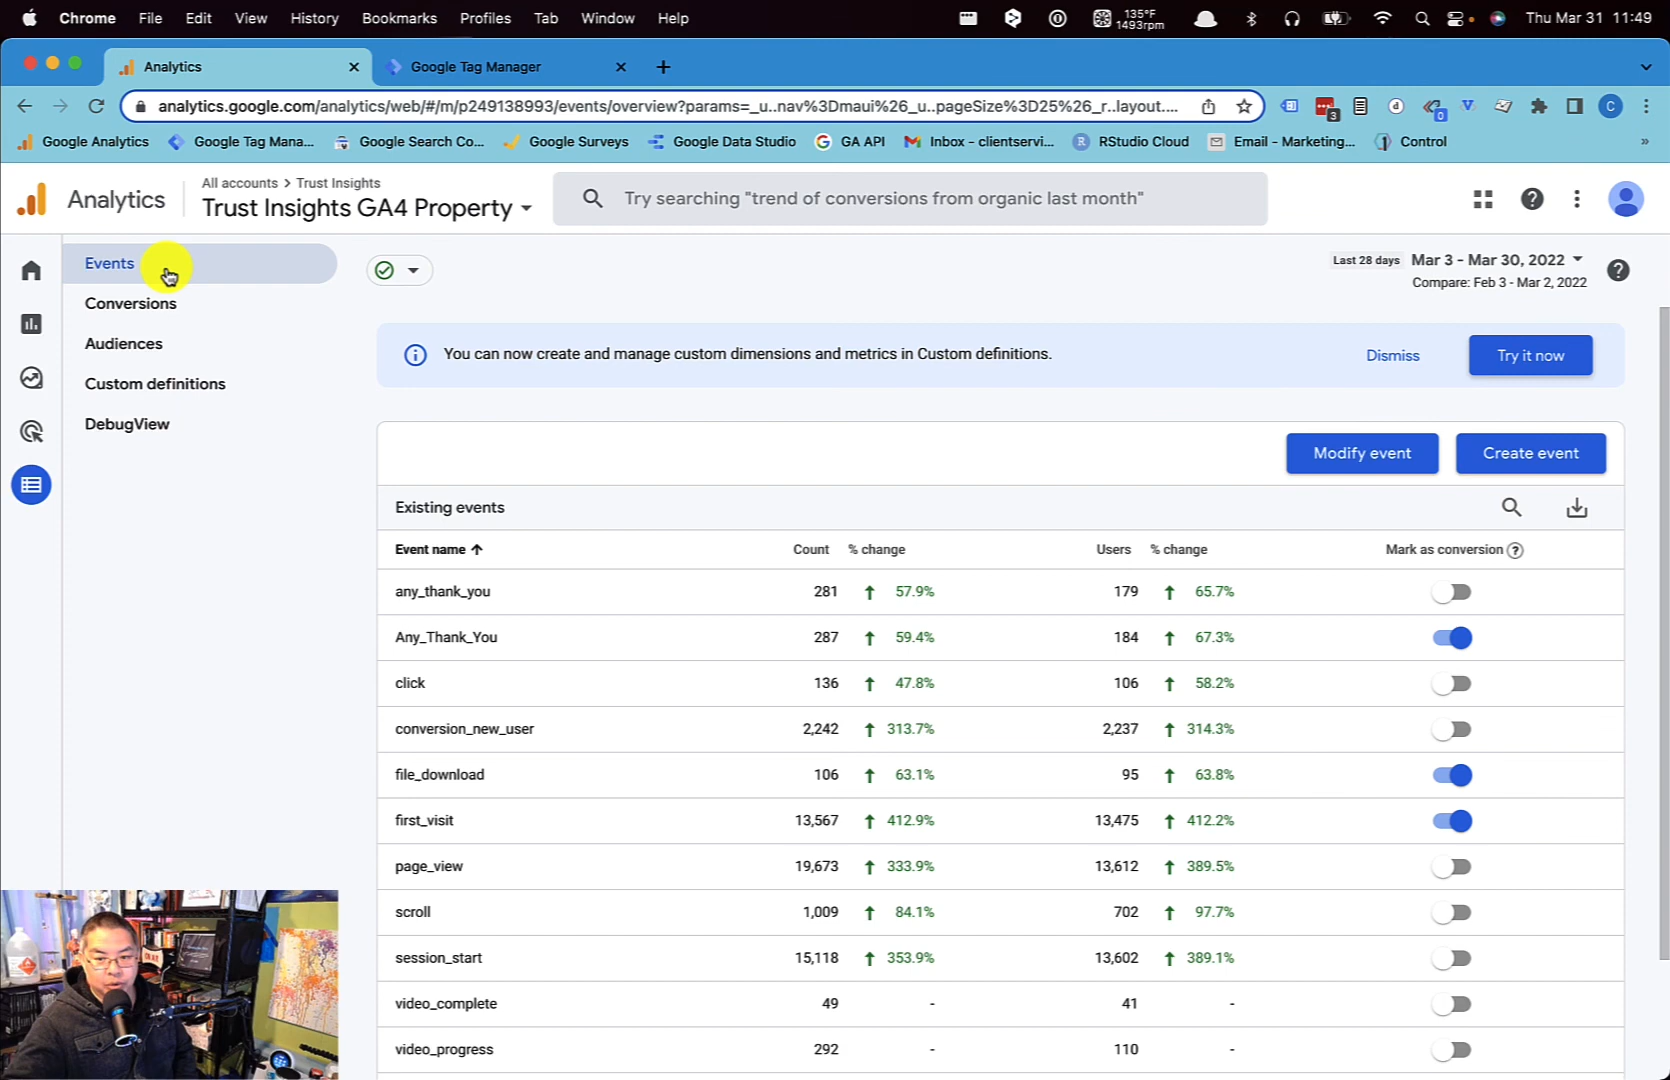 Chrome File Edit View History Bookmarks Profiles Tab Window Help 135°F 1493rpm Thu Mar 31 11:49
Analytics Google Tag Manager
analytics.google.com/analytics/web/#/m/p249138993/events/overview?params=_u..nav%3Dmaui%26_u..pageSize%3D25%26_r..layout.... 3 d 0 C
Google Analytics Google Tag Mana... Google Search Co... Google Surveys Google Data Studio GA API Inbox - clientservi... RStudio Cloud Email - Marketing... Control »
Analytics
All accounts > Trust Insights
Trust Insights GA4 Property
Try searching "trend of conversions from organic last month"
Events
Conversions
Audiences
Custom definitions
DebugView
Last 28 days Mar 3 - Mar 30, 2022
Compare: Feb 3 - Mar 2, 2022
You can now create and manage custom dimensions and metrics in Custom definitions. Dismiss Try it now
Modify event Create event
Existing events
Event name Count % change Users % change Mark as conversion
any_thank_you 281 57.9% 179 65.7%
Any_Thank_You 287 59.4% 184 67.3%
click 136 47.8% 106 58.2%
conversion_new_user 2,242 313.7% 2,237 314.3%
file_download 106 63.1% 95 63.8%
first_visit 13,567 412.9% 13,475 412.2%
page_view 19,673 333.9% 13,612 389.5%
scroll 1,009 84.1% 702 97.7%
session_start 15,118 353.9% 13,602 389.1%
video_complete 49 - 41 -
video_progress 292 - 110 -